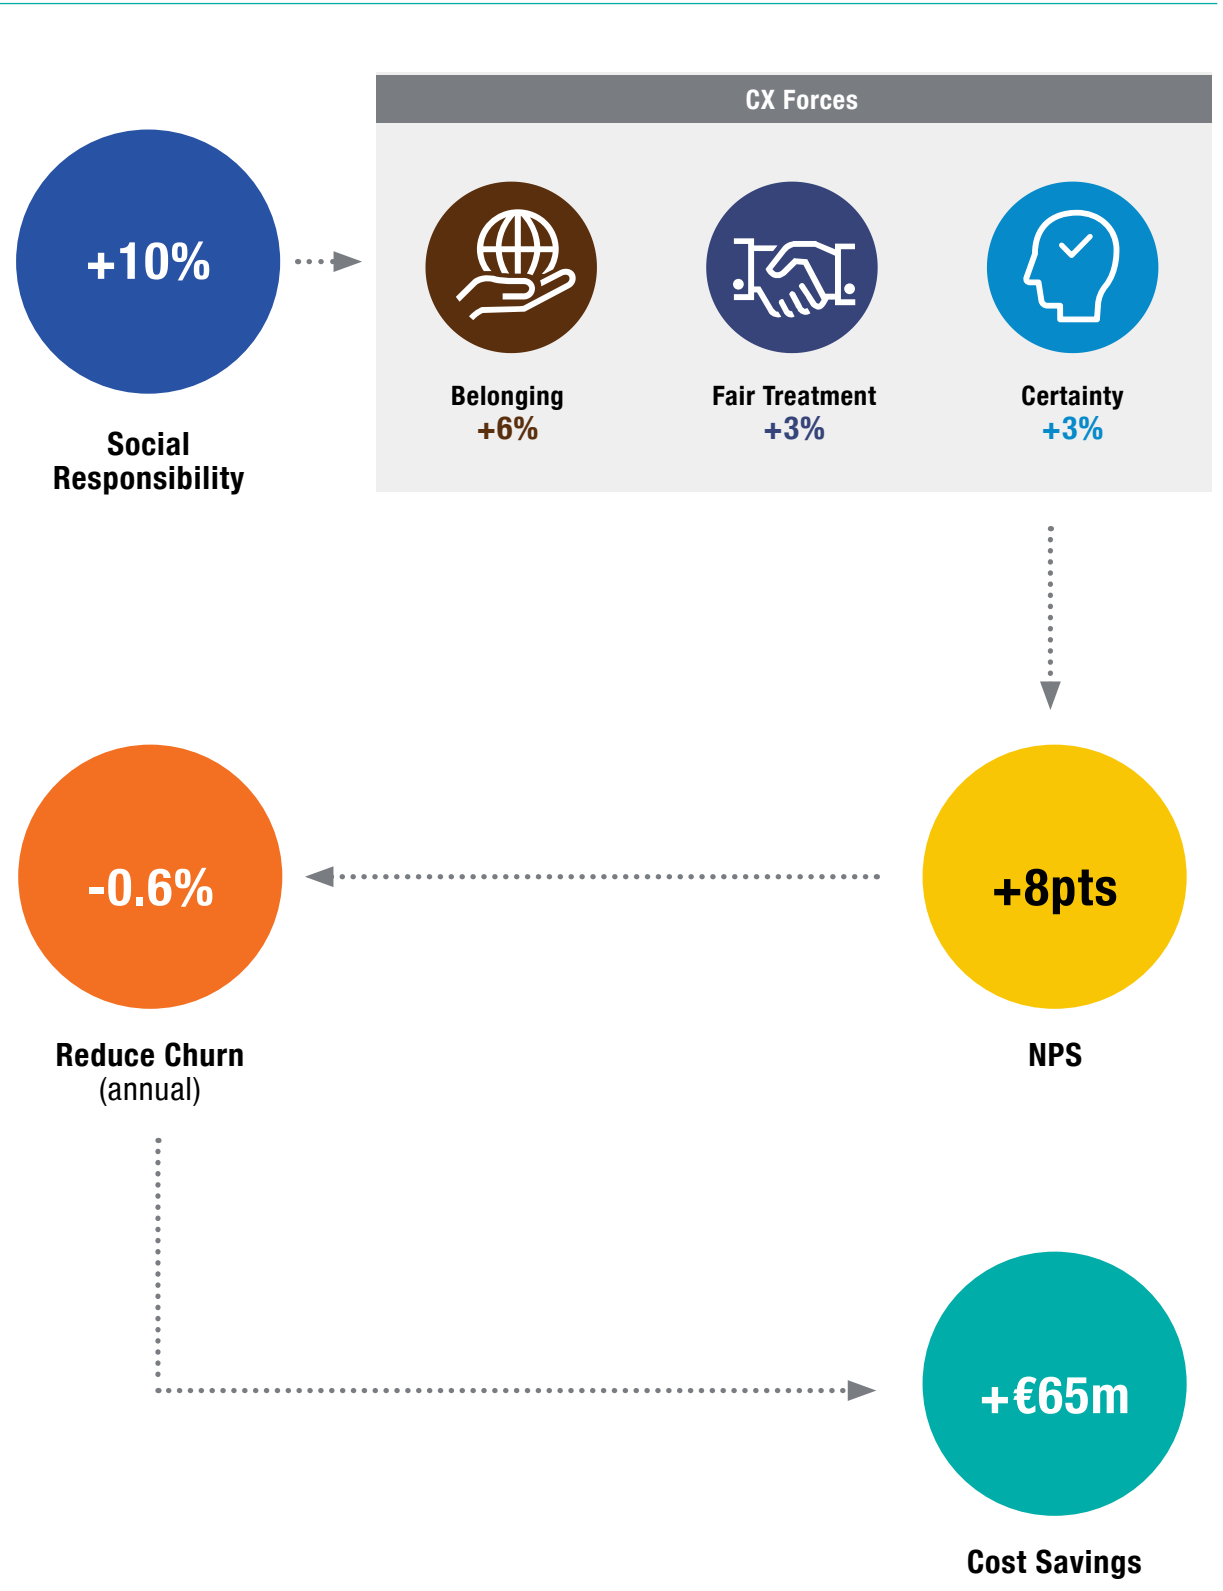 CX Forces
+10%
Social
Responsibility
Belonging
+6%
Fair Treatment
+3%
Certainty
+3%
-0.6%
Reduce Churn
(annual)
+8pts
NPS
+€65m
Cost Savings